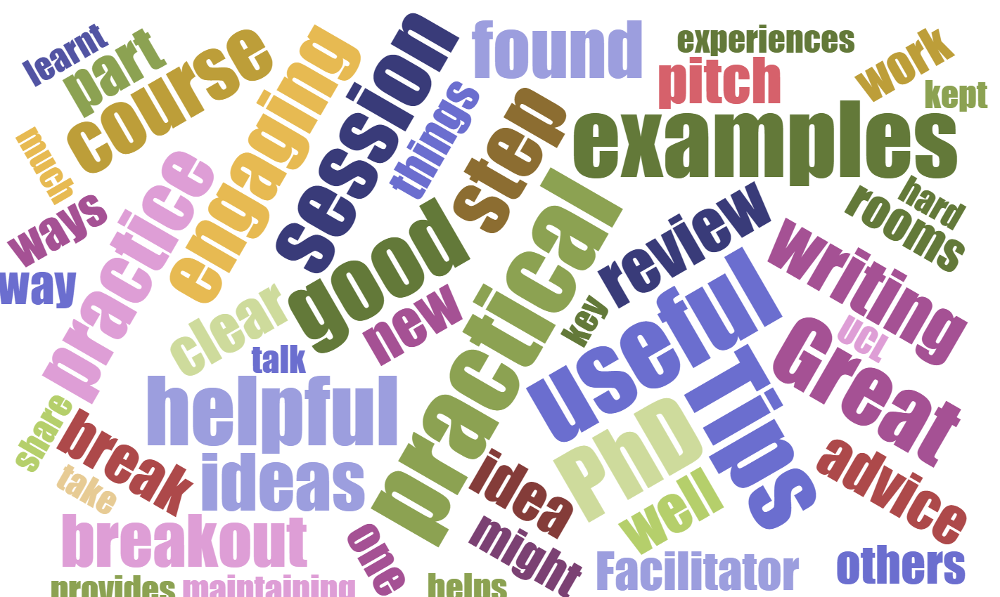 learnt
part
course
engaging
session
found
experiences
pitch
work
kept
examples
things
step
much
ways
way
practice
hard
rooms
review
good
clear
new
practical
key
useful
writing
UCL
Great
talk
helpful
Tips
PhD
share
break
take
ideas
idea
well
advice
breakout
one
might
Facilitator
others
provides
maintaining
helps